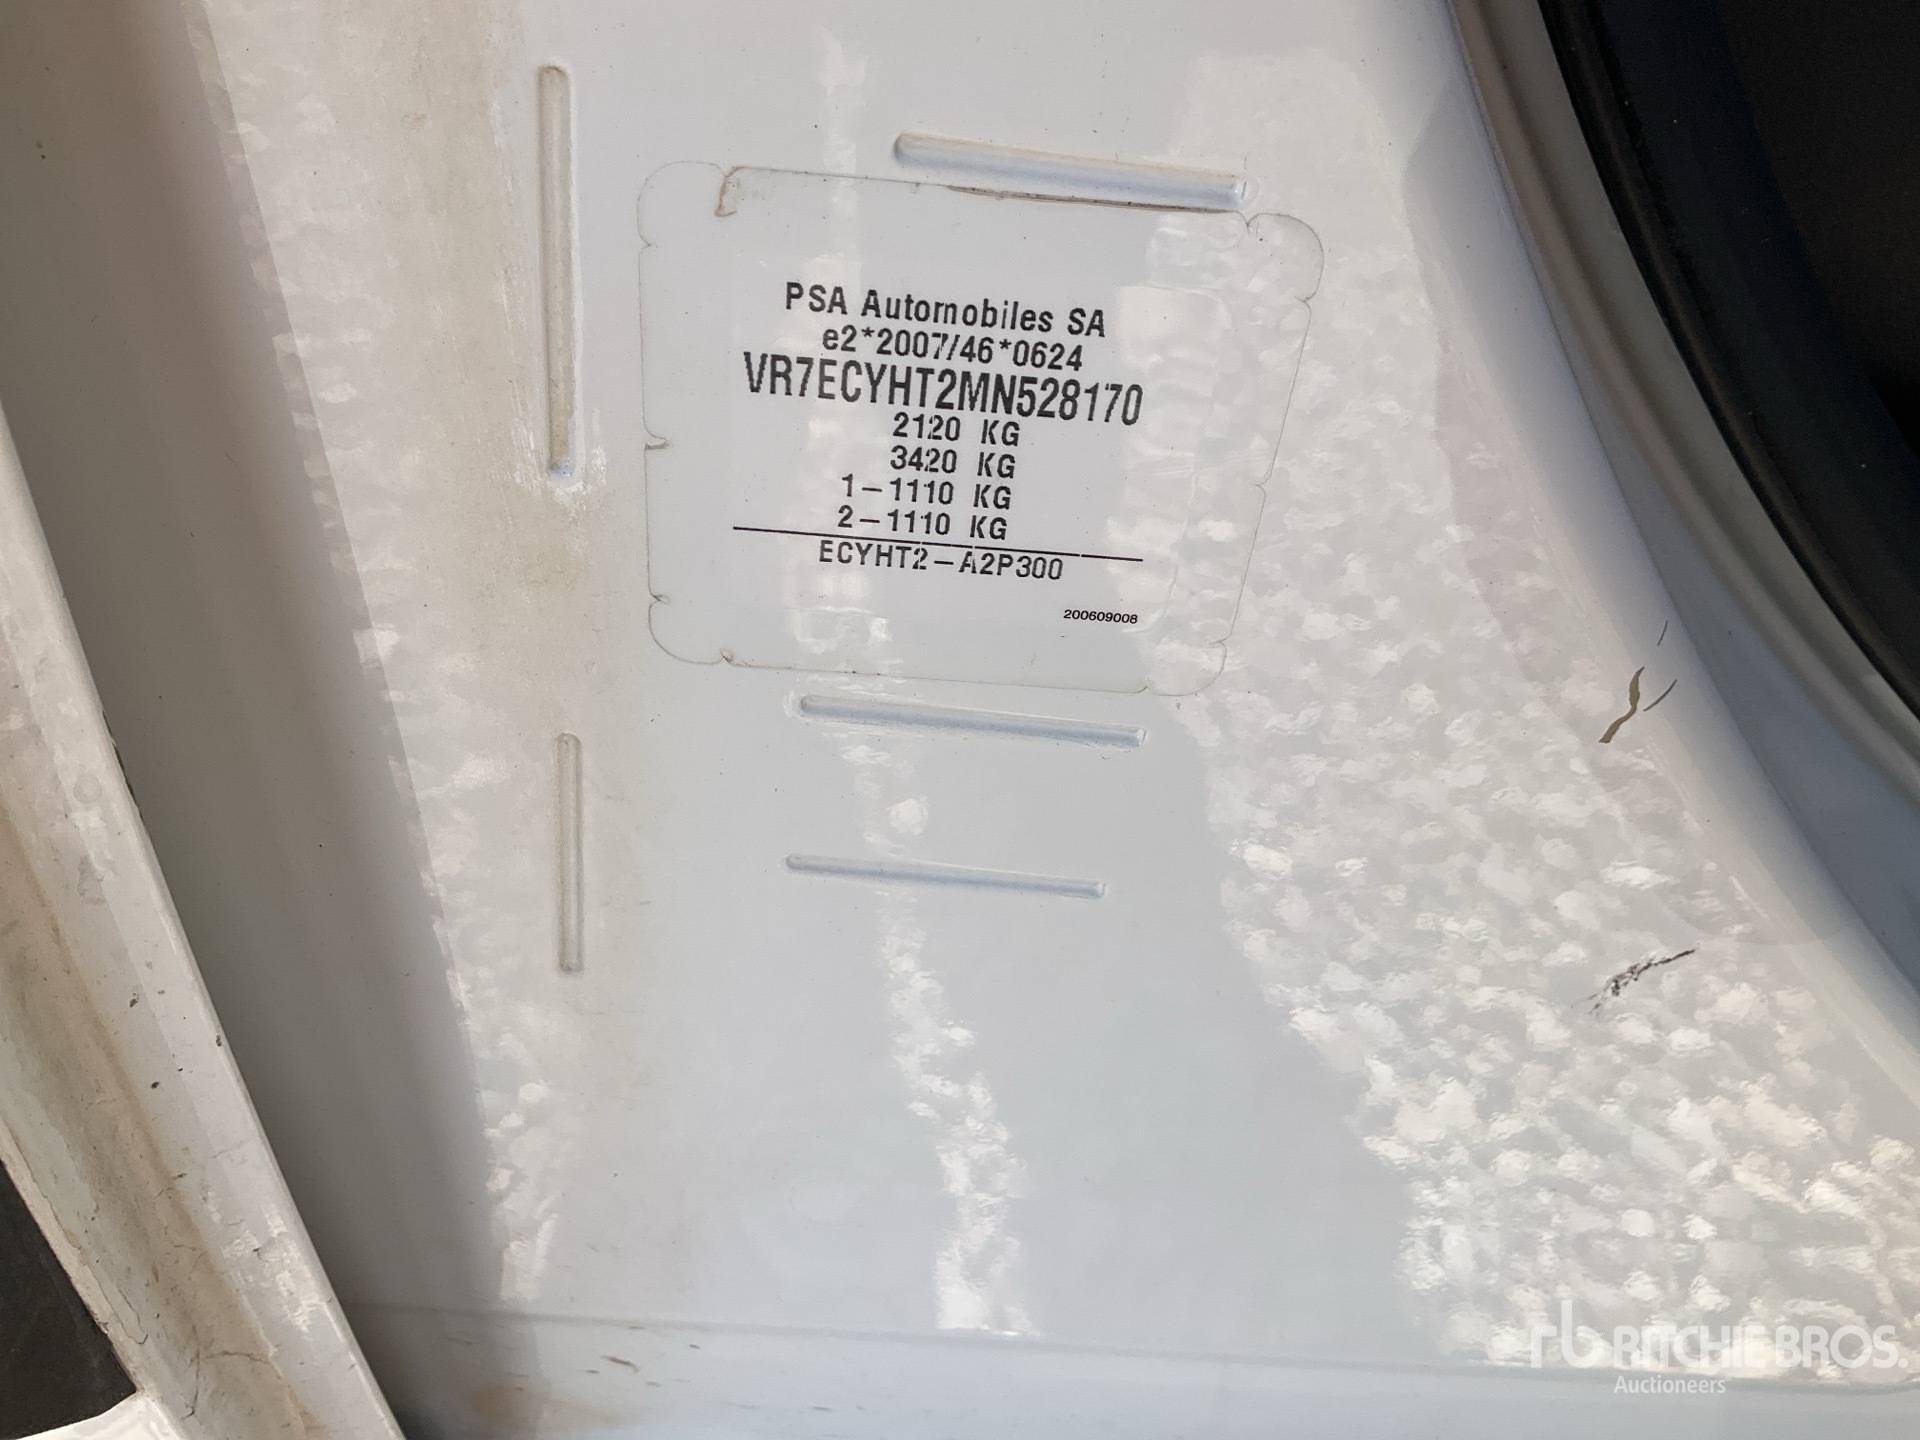 PSA Automobiles SA
e2*2007/46*0624
VR7ECYHT2MN528170
2120 KG
3420 KG
1-1110 KG
2-1110 KG
ECYHT2-A2P300
200609008
rb RITCHIE BROS.
Auctioneers